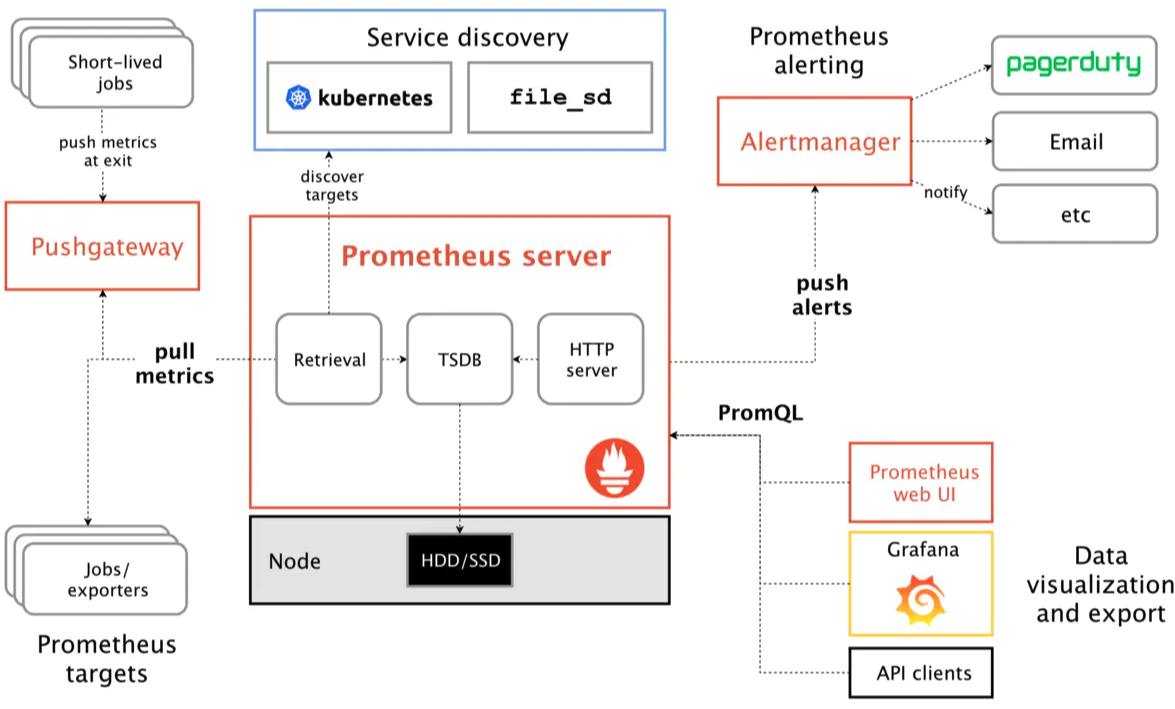 Short-lived
jobs
push metrics
at exit
Pushgateway
pull
metrics
Jobs/
exporters
Prometheus
targets
Service discovery
kubernetes
file_sd
discover
targets
Prometheus server
Retrieval
TSDB
HTTP
server
Node
HDD/SSD
Prometheus
alerting
Alertmanager
pagerduty
Email
notify
etc
push
alerts
PromQL
Prometheus
web UI
Grafana
API clients
Data
visualization
and export